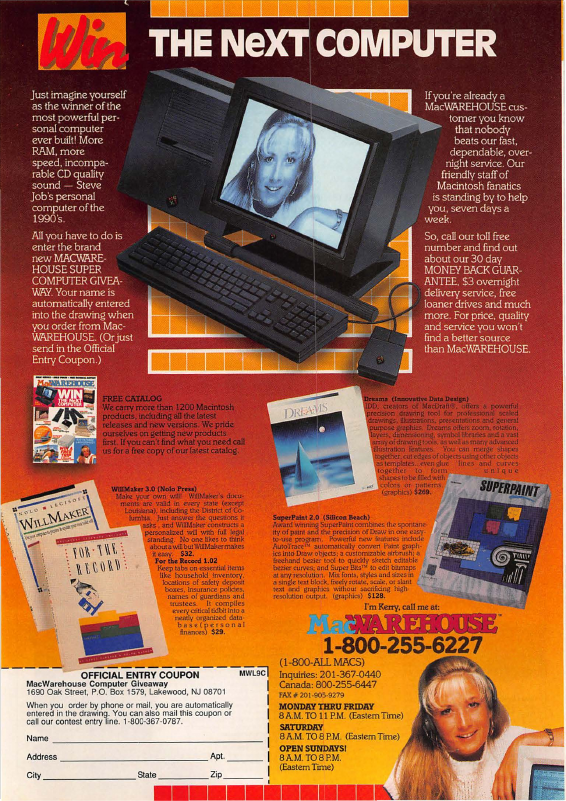 Win THE NeXT COMPUTER
Just imagine yourself
as the winner of the
most powerful per-
sonal computer
ever built! More
RAM, more
speed, incompa-
rable CD quality
sound — Steve
Job's personal
computer of the
1990's.
All you have to do is
enter the brand
new MACWARE-
HOUSE SUPER
COMPUTER GIVEA-
WAY. Your name is
automatically entered
into the drawing when
you order from Mac-
WAREHOUSE. (Or just
send in the Official
Entry Coupon.)
If you're already a
MacWAREHOUSE cus-
tomer you know
that nobody
beats our fast,
dependable, over-
night service. Our
friendly staff of
Macintosh fanatics
is standing by to help
you, seven days a
week.
So, call our toll free
number and find out
about our 30 day
MONEY BACK GUAR-
ANTEE, $3 overnight
delivery service, free
loaner drives and much
more. For price, quality
and service you won't
find a better source
than MacWAREHOUSE.
MacWAREHOUSE
WIN
FREE CATALOG
We carry more than 1200 Macintosh
products, including all the latest
releases and new versions. We pride
ourselves on getting new products
first. If you can't find what you need call
us for a free copy of our latest catalog.
DREAMS
Dreams (Innovative Data Design)
IDD, creators of MacDraft®, offers a powerful
precision drawing tool for professional scaled
drawings, illustrations, presentations and general
purpose graphics. Dreams offers zoom, rotation,
layers, dimensioning, symbol libraries and a vast
array of drawing tools, as well as many advanced
illustration features. You can merge shapes
together, cut edges of objects using other objects
as templates...even glue lines and curves
together to form unique
shapes to be filled with
colors or patterns.
(graphics) $269.
NOLO LEGISOFT
WILLMAKER
FOR THE
RECORD
WillMaker 3.0 (Nolo Press)
Make your own will! WillMaker's docu-
ments are valid in every state (except
Louisiana), including the District of Co-
lumbia. Just answer the questions it
asks, and WillMaker constructs a
personalized will with full legal
standing. No one likes to think
about a will but WillMaker makes
it easy. $32.
For the Record 1.02
Keep tabs on essential items
like household inventory,
locations of safety deposit
boxes, insurance policies,
names of guardians and
trustees. It compiles
every critical tidbit into a
neatly organized data-
base (personal
finances) $29.
SUPERPAINT
SuperPaint 2.0 (Silicon Beach)
Award winning SuperPaint combines the spontane-
ity of paint and the precision of Draw in one easy-
to-use program. Powerful new features include
AutoTrace™ automatically convert Paint graph-
ics into Draw objects; a customizable airbrush; a
freehand bezier tool to quickly sketch editable
bezier curves; and Super Bits™ to edit bitmaps
at any resolution. Mix fonts, styles and sizes in
a single text block, freely rotate, scale, or slant
text and graphics without sacrificing high-
resolution output. (graphics) $128.
I'm Kerry, call me at:
MacWAREHOUSE™
1-800-255-6227
(1-800-ALL MACS)
Inquiries: 201-367-0440
Canada: 800-255-6447
FAX # 201-905-9279
MONDAY THRU FRIDAY
8 A.M. TO 11 P.M. (Eastern Time)
SATURDAY
8 A.M. TO 8 P.M. (Eastern Time)
OPEN SUNDAYS!
8 A.M. TO 8 P.M.
(Eastern Time)
OFFICIAL ENTRY COUPON MWL9C
MacWarehouse Computer Giveaway
1690 Oak Street, P.O. Box 1579, Lakewood, NJ 08701
When you order by phone or mail, you are automatically
entered in the drawing. You can also mail this coupon or
call our contest entry line. 1-800-367-0787.
Name
Address Apt.
City State Zip